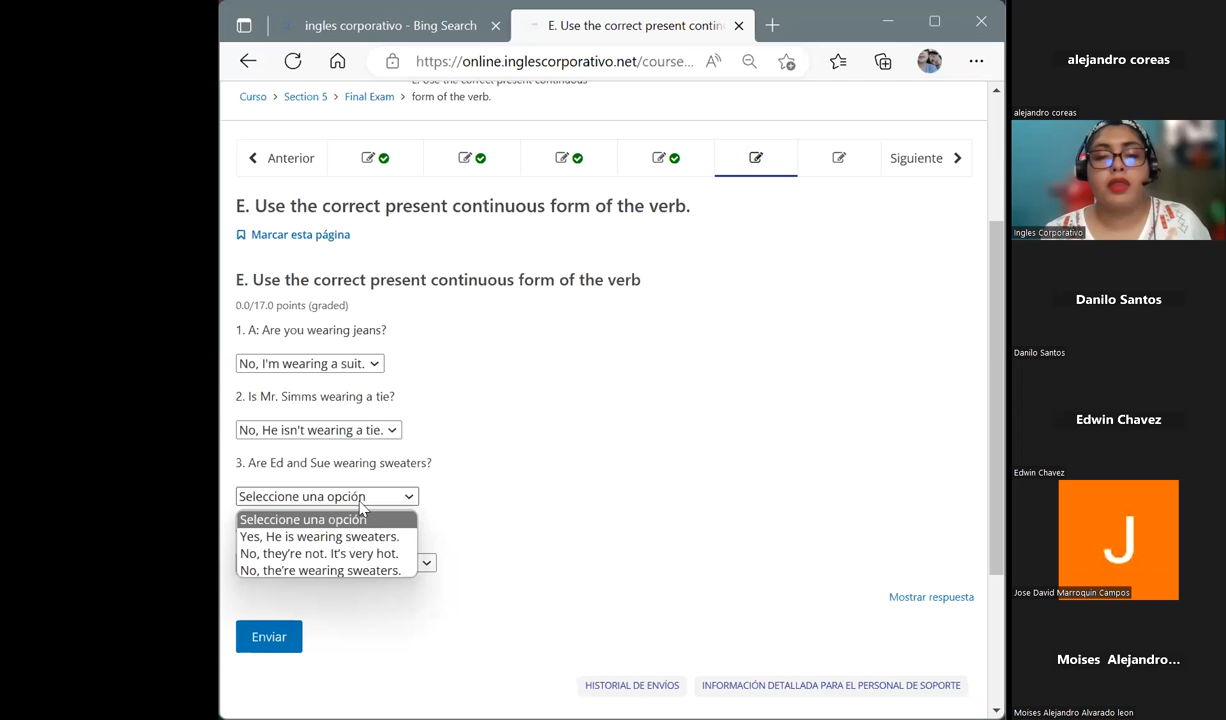 ingles corporativo - Bing Search
E. Use the correct present contin
https://online.inglescorporativo.net/course...
E. Use the correct present continuous
Curso > Section 5 > Final Exam > form of the verb.
Anterior
Siguiente
E. Use the correct present continuous form of the verb.
Marcar esta página
E. Use the correct present continuous form of the verb
0.0/17.0 points (graded)
1. A: Are you wearing jeans?
No, I'm wearing a suit.
2. Is Mr. Simms wearing a tie?
No, He isn't wearing a tie.
3. Are Ed and Sue wearing sweaters?
Seleccione una opción
Seleccione una opción
Yes, He is wearing sweaters.
No, they're not. It's very hot.
No, the're wearing sweaters.
Mostrar respuesta
Enviar
HISTORIAL DE ENVÍOS
INFORMACIÓN DETALLADA PARA EL PERSONAL DE SOPORTE
alejandro coreas
alejandro coreas
Ingles Corporativo
Danilo Santos
Danilo Santos
Edwin Chavez
Edwin Chavez
J
Jose David Marroquin Campos
Moises Alejandro...
Moises Alejandro Alvarado leon